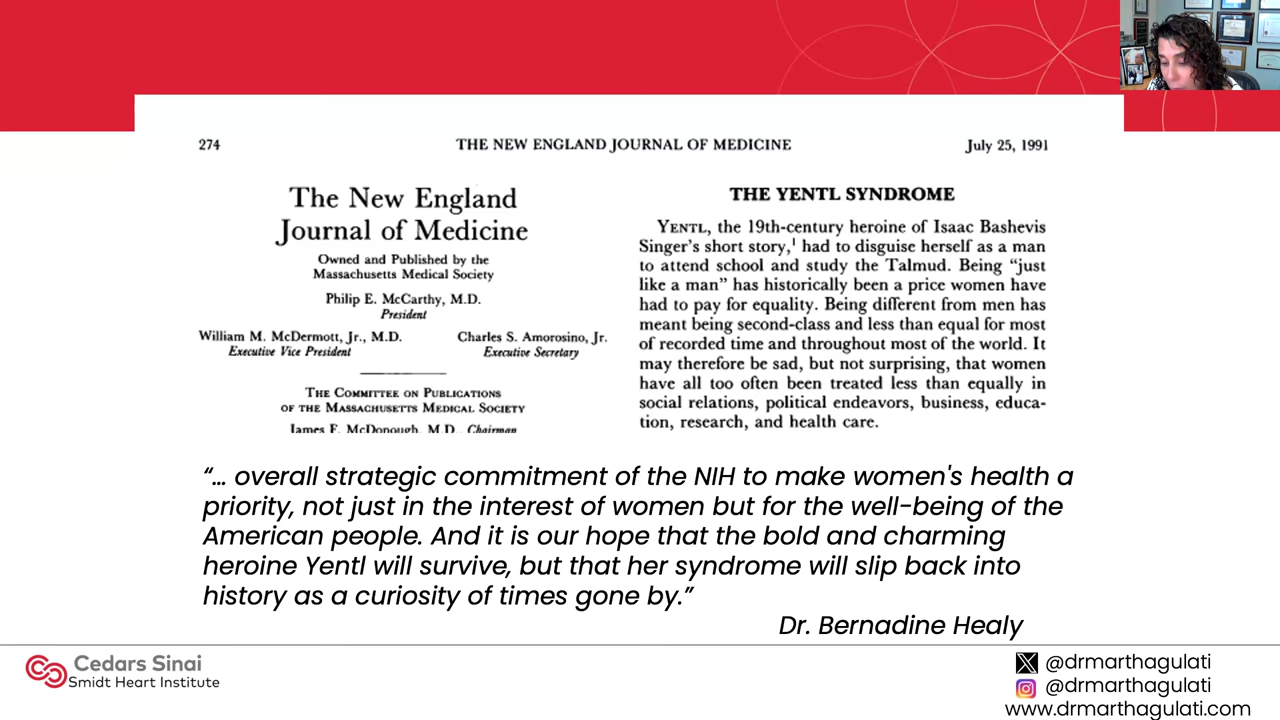 274
THE NEW ENGLAND JOURNAL OF MEDICINE
July 25, 1991
The New England
Journal of Medicine
Owned and Published by the
Massachusetts Medical Society
Philip E. McCarthy, M.D.
President
William M. McDermott, Jr., M.D.
Executive Vice President
Charles S. Amorosino, Jr.
Executive Secretary
THE COMMITTEE ON PUBLICATIONS
OF THE MASSACHUSETTS MEDICAL SOCIETY
James F. McDonough, M.D., Chairman
THE YENTL SYNDROME
YENTL, the 19th-century heroine of Isaac Bashevis
Singer's short story,¹ had to disguise herself as a man
to attend school and study the Talmud. Being “just
like a man” has historically been a price women have
had to pay for equality. Being different from men has
meant being second-class and less than equal for most
of recorded time and throughout most of the world. It
may therefore be sad, but not surprising, that women
have all too often been treated less than equally in
social relations, political endeavors, business, educa-
tion, research, and health care.
“... overall strategic commitment of the NIH to make women's health a
priority, not just in the interest of women but for the well-being of the
American people. And it is our hope that the bold and charming
heroine Yentl will survive, but that her syndrome will slip back into
history as a curiosity of times gone by.”
Dr. Bernadine Healy
Cedars Sinai
Smidt Heart Institute
@drmarthagulati
@drmarthagulati
www.drmarthagulati.com